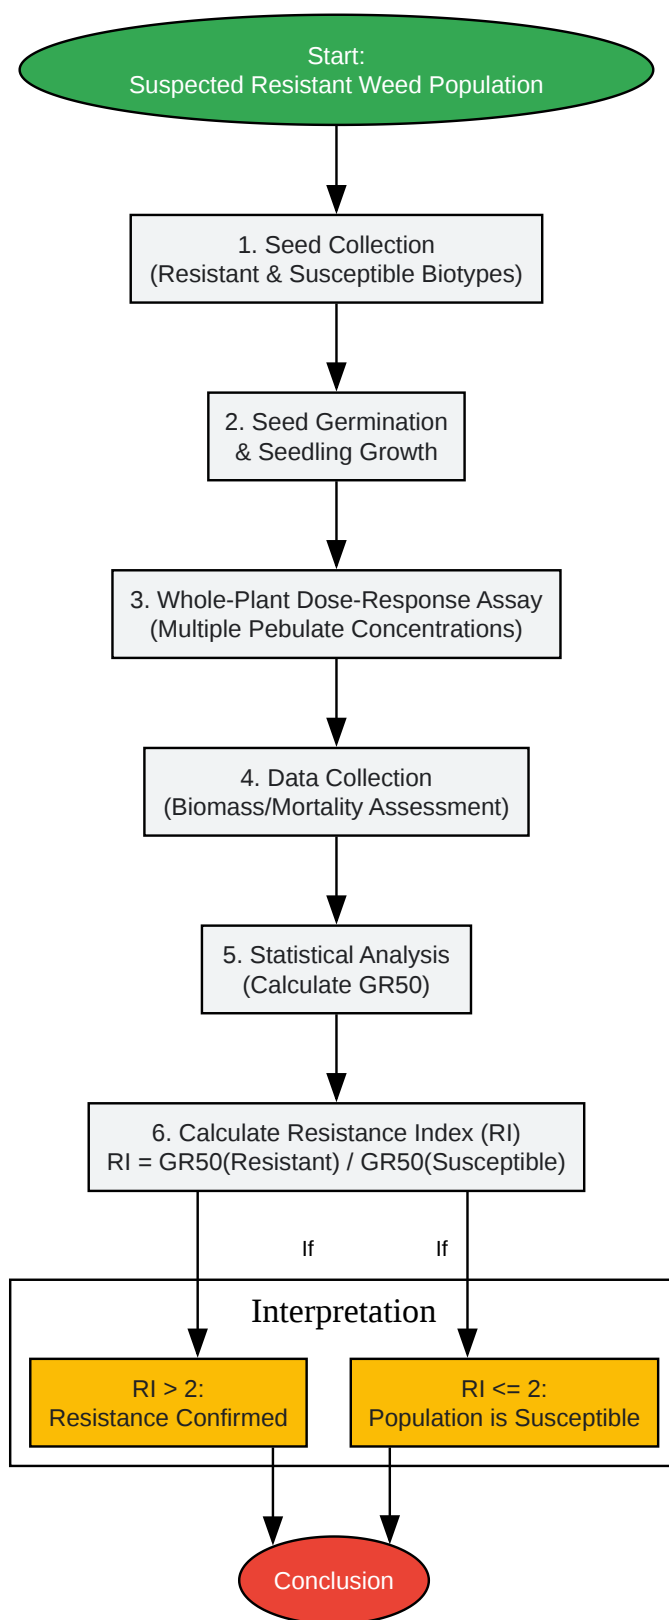 Start:
Suspected Resistant Weed Population
1. Seed Collection
(Resistant & Susceptible Biotypes)
2. Seed Germination
& Seedling Growth
3. Whole-Plant Dose-Response Assay
(Multiple Pebulate Concentrations)
4. Data Collection
(Biomass/Mortality Assessment)
5. Statistical Analysis
(Calculate GR50)
6. Calculate Resistance Index (RI)
RI = GR50(Resistant) / GR50(Susceptible)
If
If
Interpretation
RI > 2:
Resistance Confirmed
RI <= 2:
Population is Susceptible
Conclusion